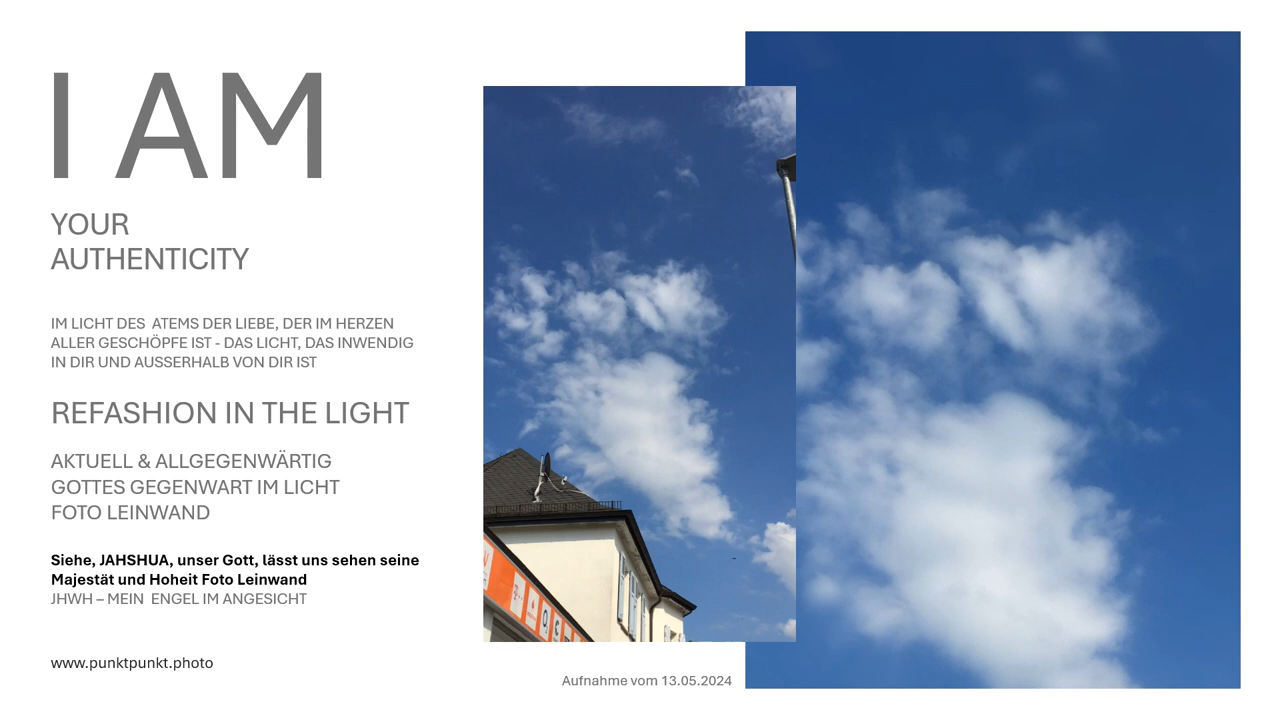 I AM
YOUR
AUTHENTICITY
IM LICHT DES  ATEMS DER LIEBE, DER IM HERZEN
ALLER GESCHÖPFE IST - DAS LICHT, DAS INWENDIG
IN DIR UND AUSSERHALB VON DIR IST
REFASHION IN THE LIGHT
AKTUELL & ALLGEGENWÄRTIG
GOTTES GEGENWART IM LICHT
FOTO LEINWAND
Siehe, JAHSHUA, unser Gott, lässt uns sehen seine
Majestät und Hoheit Foto Leinwand
JHWH – MEIN  ENGEL IM ANGESICHT
www.punktpunkt.photo
Aufnahme vom 13.05.2024